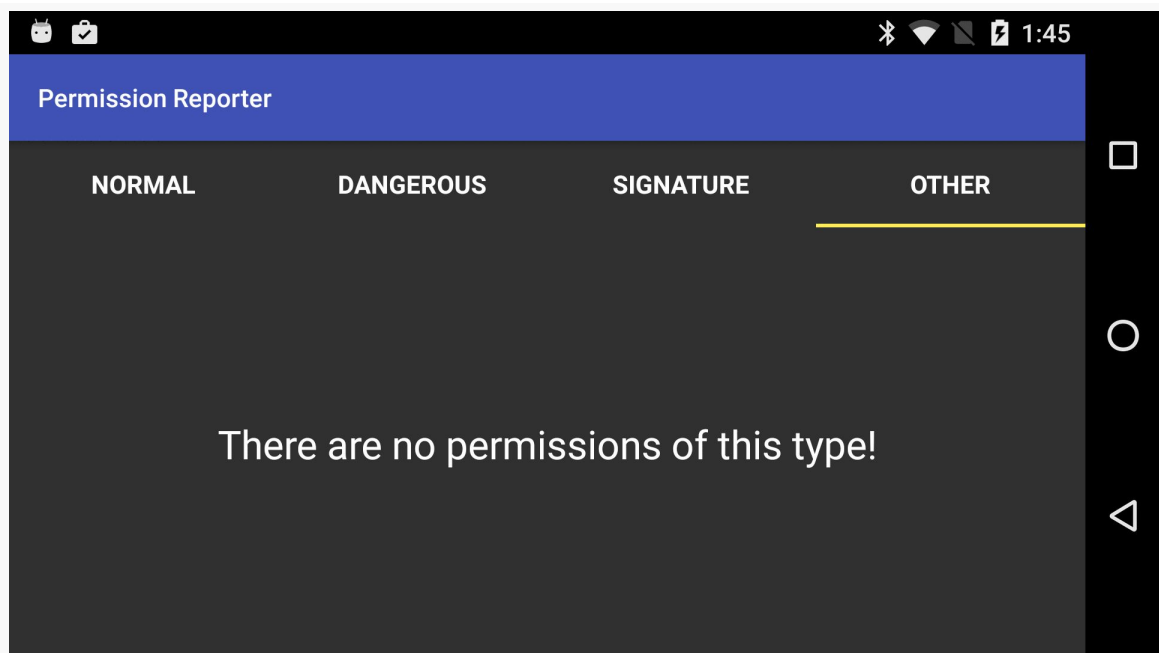 1:45
Permission Reporter
NORMAL DANGEROUS SIGNATURE OTHER
There are no permissions of this type!